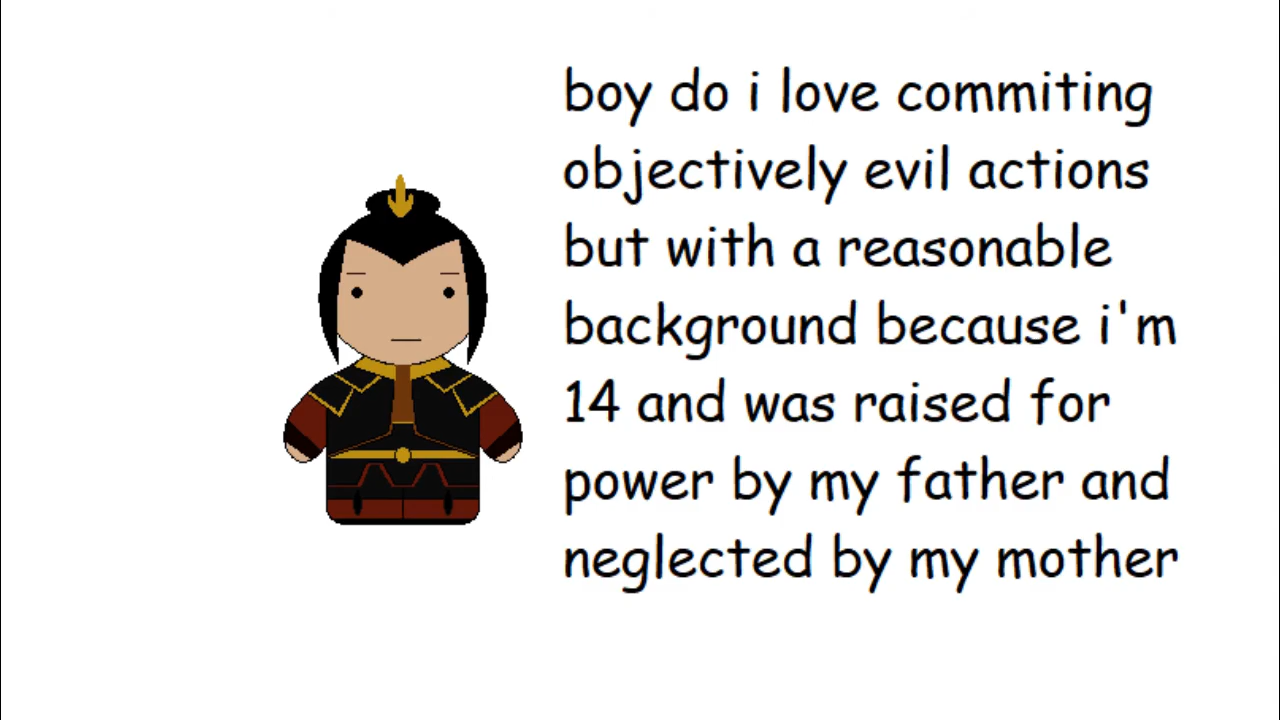 boy do i love commiting
objectively evil actions
but with a reasonable
background because i'm
14 and was raised for
power by my father and
neglected by my mother